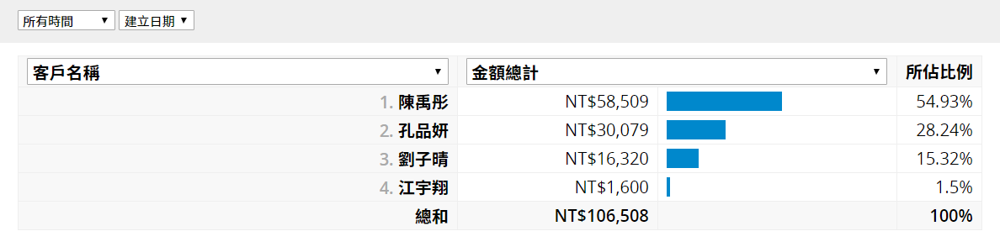 所有時間 建立日期
客戶名稱 金額總計 所佔比例
1. 陳禹彤 NT$58,509 54.93%
2. 孔品妍 NT$30,079 28.24%
3. 劉子晴 NT$16,320 15.32%
4. 江宇翔 NT$1,600 1.5%
總和 NT$106,508 100%